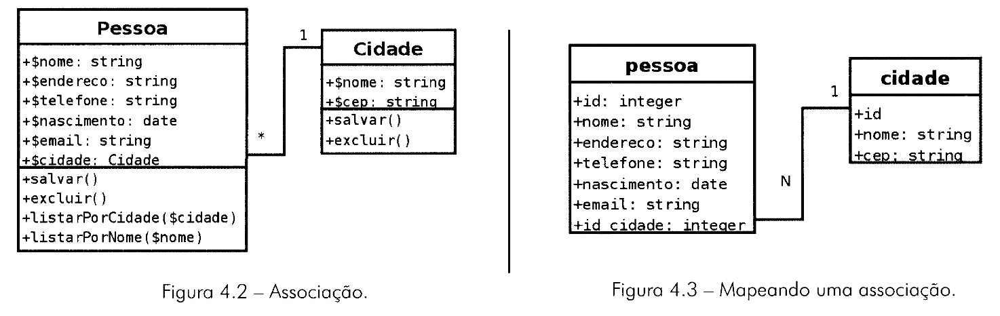 Pessoa
+$nome: string
+$endereco: string
+$telefone: string
+$nascimento: date
+$email: string
+$cidade: Cidade
+salvar()
+excluir()
+listarPorCidade($cidade)
+listarPorNome($nome)
*
1
Cidade
+$nome: string
+$cep: string
+salvar()
+excluir()
Figura 4.2 – Associação.
pessoa
+id: integer
+nome: string
+endereco: string
+telefone: string
+nascimento: date
+email: string
+id_cidade: integer
N
1
cidade
+id
+nome: string
+cep: string
Figura 4.3 – Mapeando uma associação.